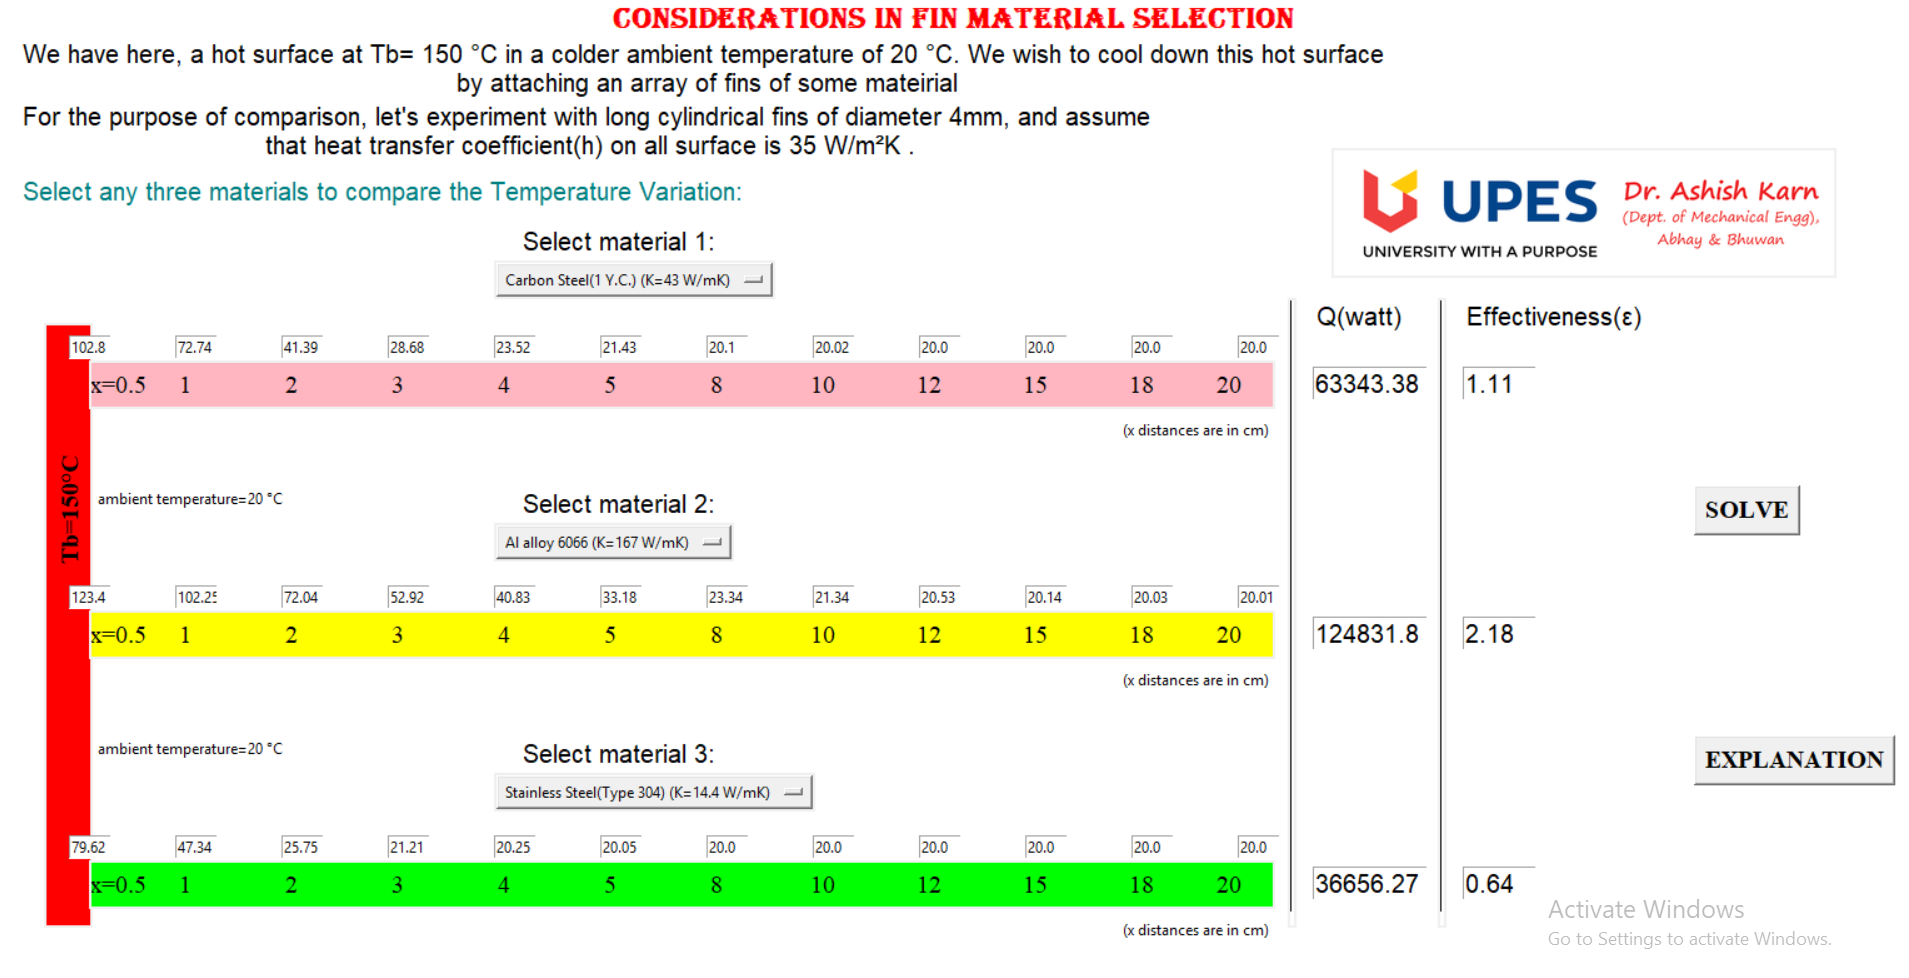 CONSIDERATIONS IN FIN MATERIAL SELECTION
We have here, a hot surface at Tb= 150 °C in a colder ambient temperature of 20 °C. We wish to cool down this hot surface
by attaching an array of fins of some mateirial
For the purpose of comparison, let's experiment with long cylindrical fins of diameter 4mm, and assume
that heat transfer coefficient(h) on all surface is 35 W/m²K .
Select any three materials to compare the Temperature Variation:
UPES
UNIVERSITY WITH A PURPOSE
Dr. Ashish Karn
(Dept. of Mechanical Engg),
Abhay & Bhuwan
Select material 1:
Carbon Steel(1 Y.C.) (K=43 W/mK)
Q(watt) Effectiveness(ε)
102.8 72.74 41.39 28.68 23.52 21.43 20.1 20.02 20.0 20.0 20.0 20.0
x=0.5 1 2 3 4 5 8 10 12 15 18 20
63343.38 1.11
(x distances are in cm)
Tb=150°C
ambient temperature=20 °C
Select material 2:
Al alloy 6066 (K=167 W/mK)
SOLVE
123.4 102.25 72.04 52.92 40.83 33.18 23.34 21.34 20.53 20.14 20.03 20.01
x=0.5 1 2 3 4 5 8 10 12 15 18 20
124831.8 2.18
(x distances are in cm)
ambient temperature=20 °C
Select material 3:
Stainless Steel(Type 304) (K=14.4 W/mK)
EXPLANATION
79.62 47.34 25.75 21.21 20.25 20.05 20.0 20.0 20.0 20.0 20.0 20.0
x=0.5 1 2 3 4 5 8 10 12 15 18 20
36656.27 0.64
(x distances are in cm)
Activate Windows
Go to Settings to activate Windows.